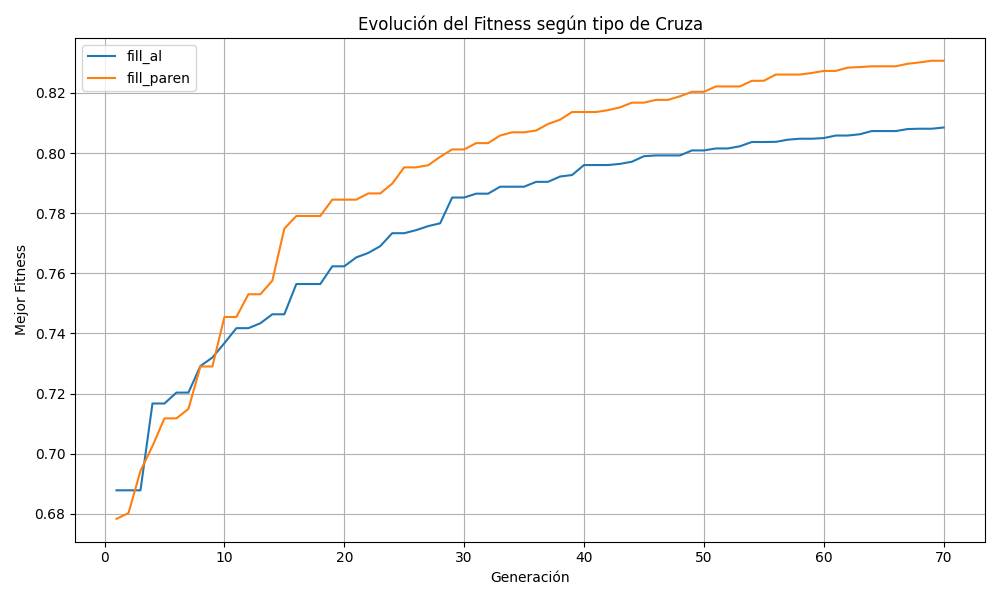 Evolución del Fitness según tipo de Cruza
fill_al
fill_paren
Mejor Fitness
0.82
0.80
0.78
0.76
0.74
0.72
0.70
0.68
0 10 20 30 40 50 60 70
Generación